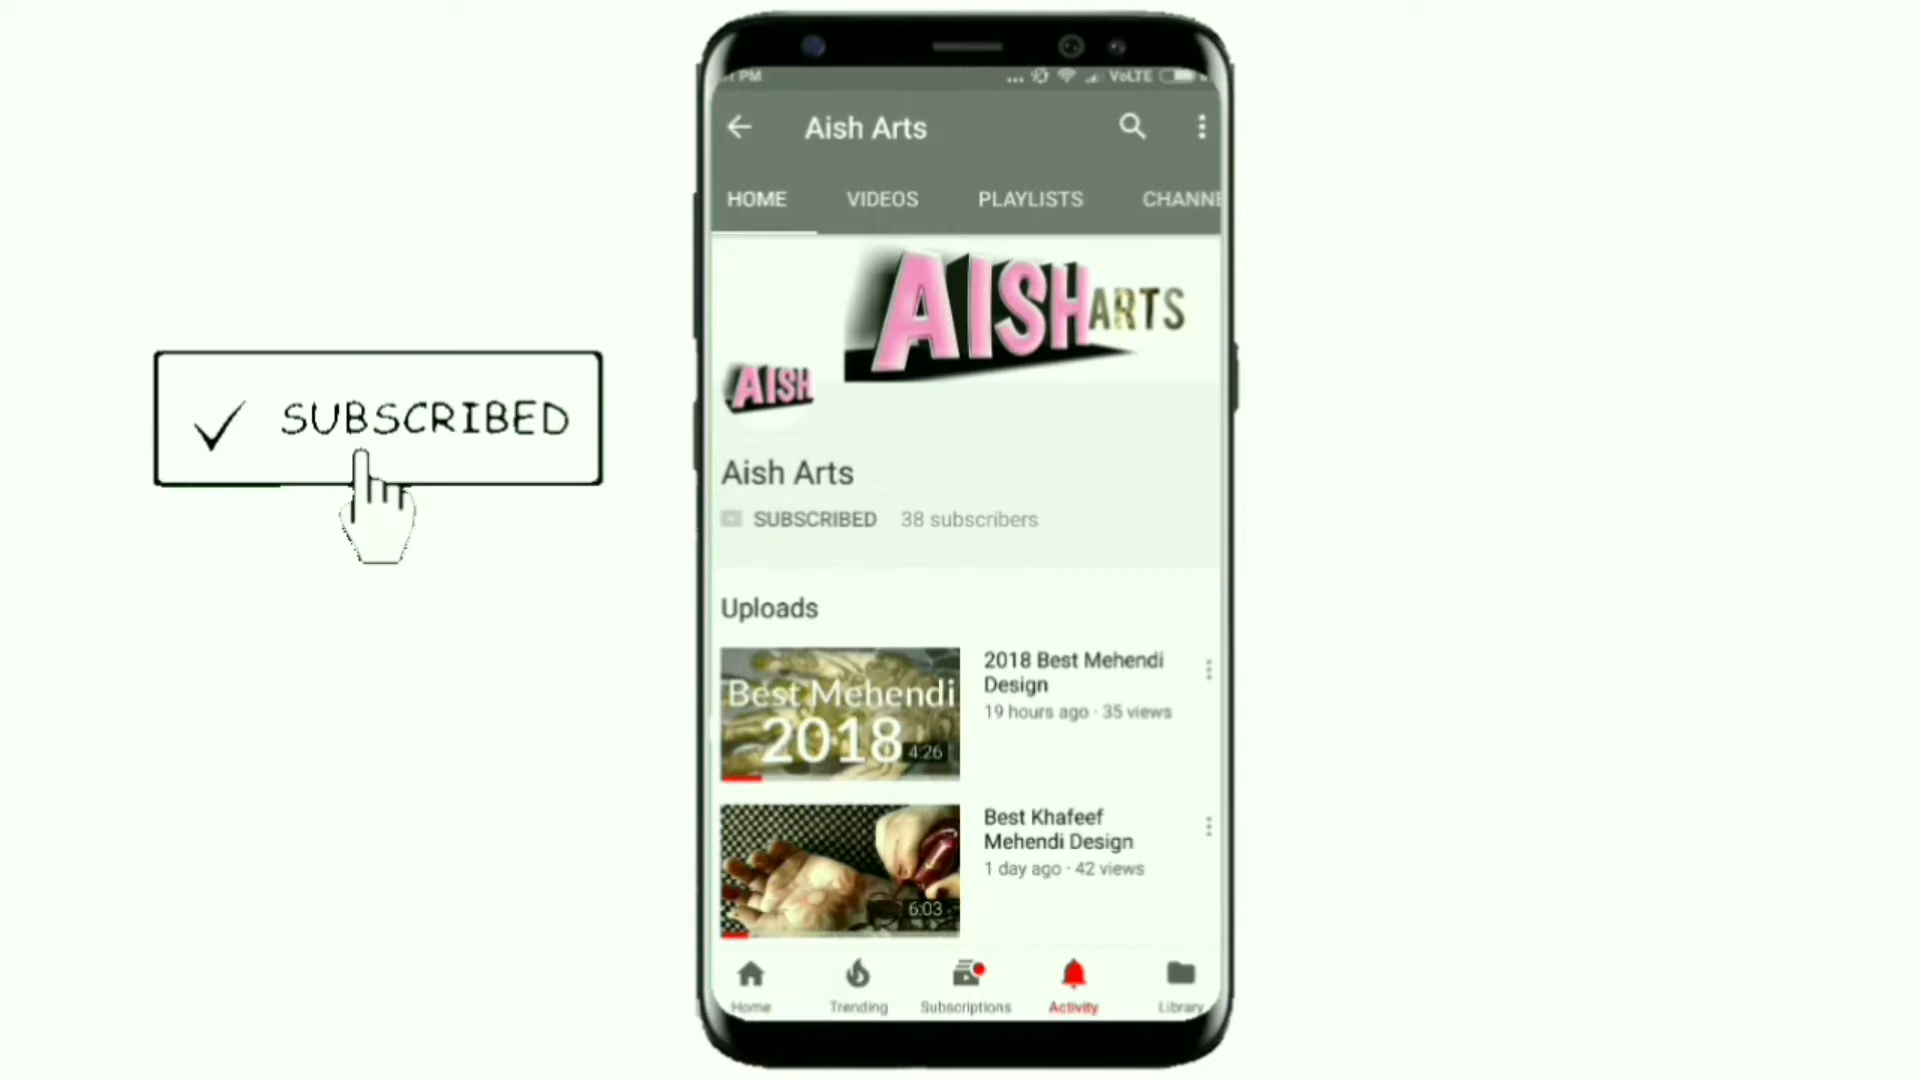 SUBSCRIBED
PM
VoLTE
Aish Arts
HOME VIDEOS PLAYLISTS CHANNE
AISH ARTS
AISH
Aish Arts
SUBSCRIBED 38 subscribers
Uploads
Best Mehendi
2018
4:26
2018 Best Mehendi
Design
19 hours ago · 35 views
6:03
Best Khafeef
Mehendi Design
1 day ago · 42 views
Home Trending Subscriptions Activity Library